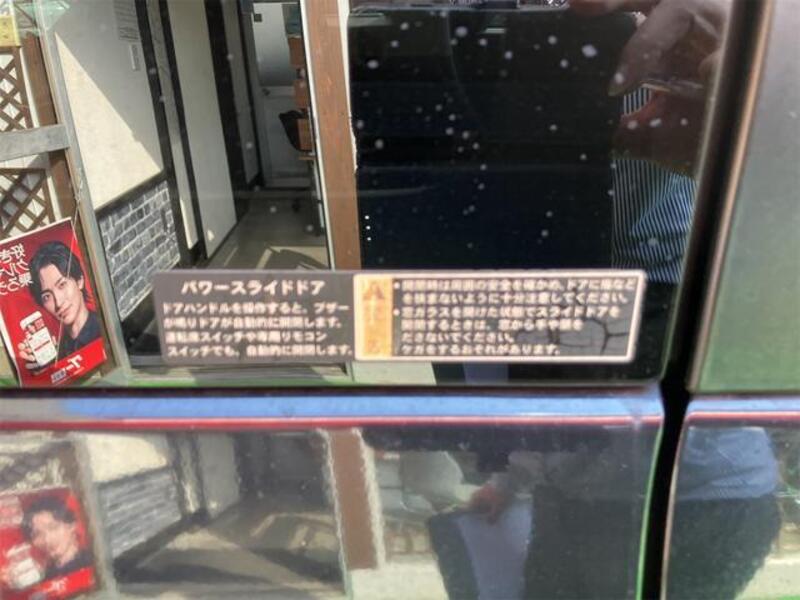 パワースライドドア
ドアハンドルを操作すると、ブザー
が鳴りドアが自動的に開閉します。
運転席スイッチや専用リモコン
スイッチでも、自動的に開閉します。
・開閉時は周囲の安全を確かめ、ドアに指など
を挟まないように十分注意してください。
・窓ガラスを開けた状態でスライドドアを
開閉するときは、窓から手や顔を
ださないでください。
ケガをするおそれがあります。